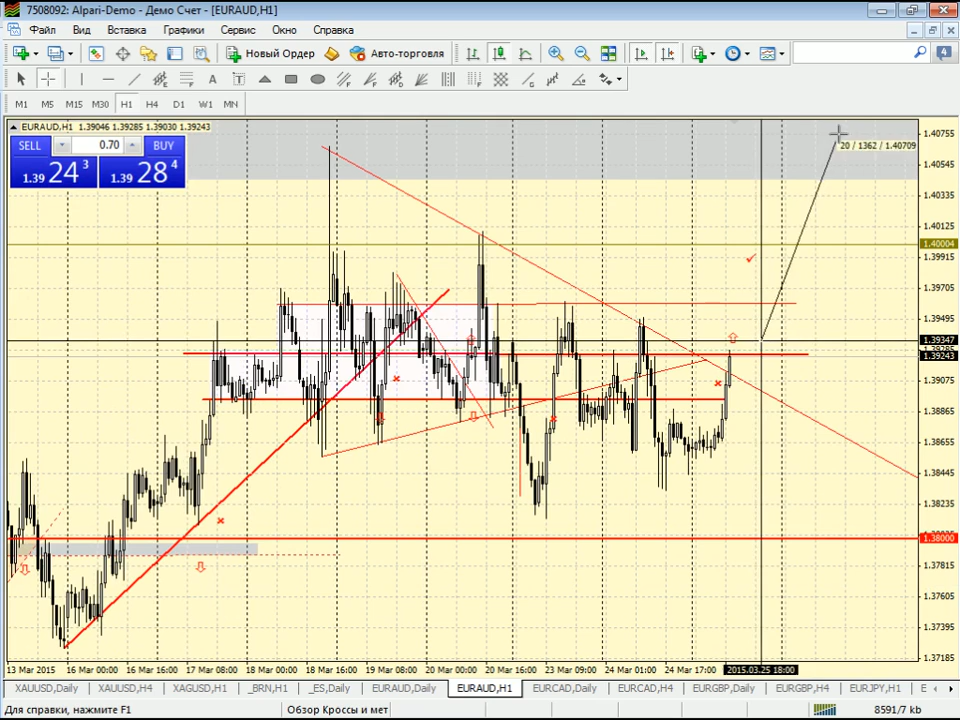 7508092: Alpari-Demo - Демо Счет - [EURAUD,H1]
Файл Вид Вставка Графики Сервис Окно Справка
Новый Ордер Авто-торговля 4
A T
M1 M5 M15 M30 H1 H4 D1 W1 MN
EURAUD,H1 1.39046 1.39285 1.39030 1.39243
SELL 0.70 BUY
1.39 24 3 1.39 28 4
20 / 1362 / 1.40709
1.40755
1.40545
1.40335
1.40125
1.40004
1.39915
1.39705
1.39495
1.39347
1.39243
1.39075
1.38865
1.38655
1.38445
1.38235
1.38000
1.37815
1.37605
1.37395
1.37185
13 Mar 2015 16 Mar 00:00 16 Mar 16:00 17 Mar 08:00 18 Mar 00:00 18 Mar 16:00 19 Mar 08:00 20 Mar 00:00 20 Mar 16:00 23 Mar 09:00 24 Mar 01:00 24 Mar 17:00 2015.03.25 18:00
XAUUSD,Daily XAUUSD,H4 XAGUSD,H1 _BRN,H1 _ES,Daily EURAUD,Daily EURAUD,H1 EURCAD,Daily EURCAD,H4 EURGBP,Daily EURGBP,H4 EURJPY,H1 E
Для справки, нажмите F1 Обзор Кроссы и мет 8591/7 kb